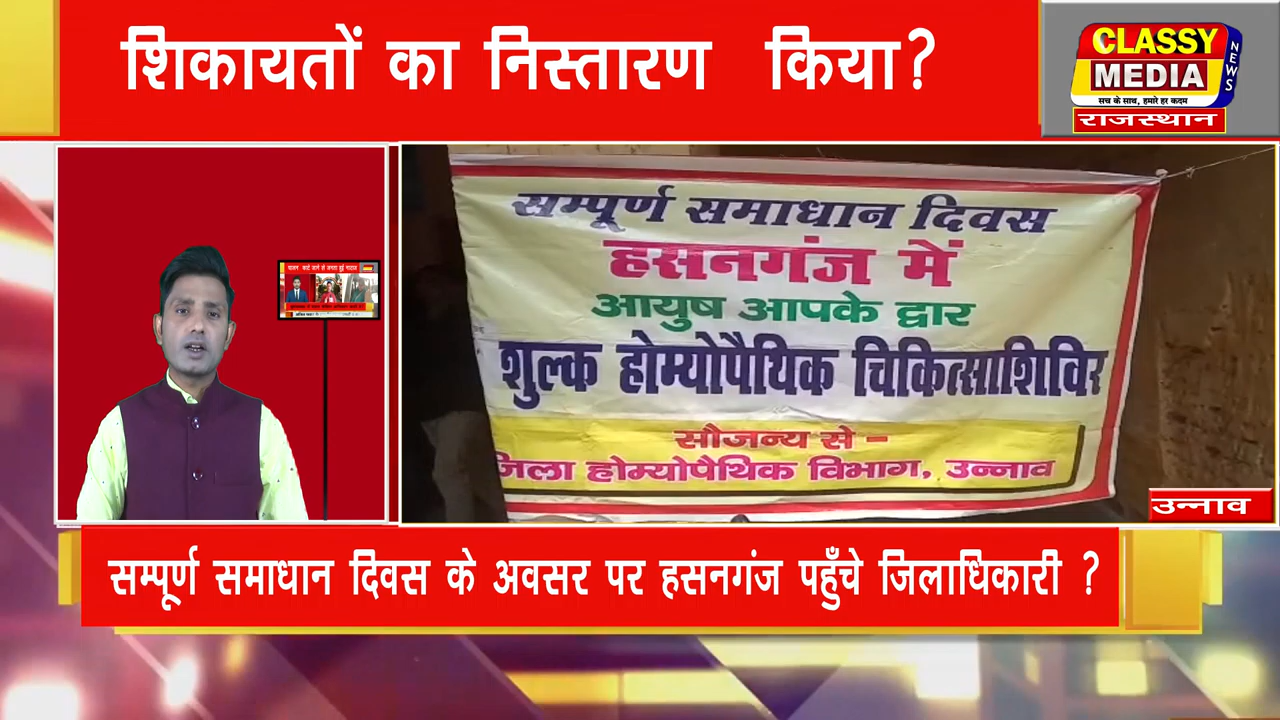 शिकायतों का निस्तारण किया?
CLASSY
MEDIA
NEWS
सच के साथ, हमारे हर कदम
राजस्थान
सम्पूर्ण समाधान दिवस
हसनगंज में
आयुष आपके द्वार
शुल्क होम्योपैथिक चिकित्साशिविर
सौजन्य से -
जिला होम्योपैथिक विभाग, उन्नाव
उन्नाव
सम्पूर्ण समाधान दिवस के अवसर पर हसनगंज पहुँचे जिलाधिकारी ?